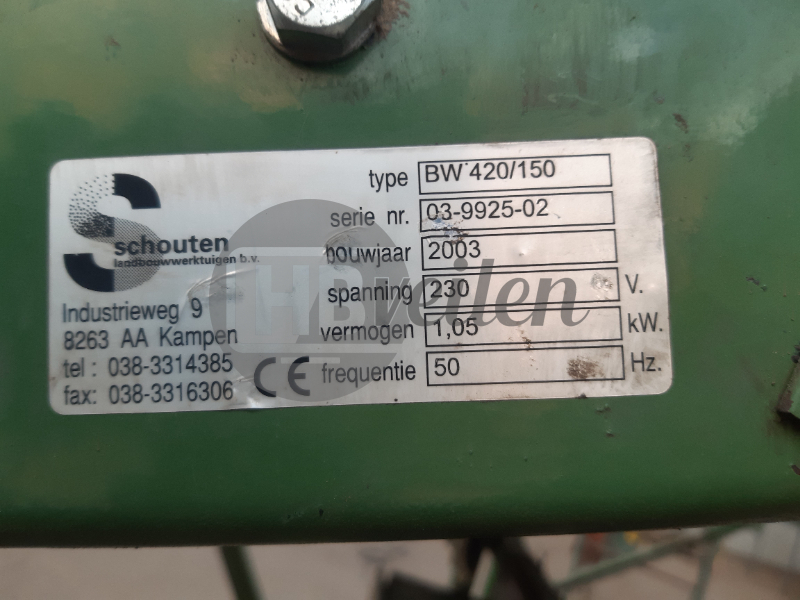 S
schouten
landbouwwerktuigen b.v.
Industrieweg 9
8263 AA Kampen
tel : 038-3314385
fax: 038-3316306
CE
type BW 420/150
serie nr. 03-9925-02
bouwjaar 2003
spanning 230 V.
vermogen 1,05 kW.
frequentie 50 Hz.
HBveilen